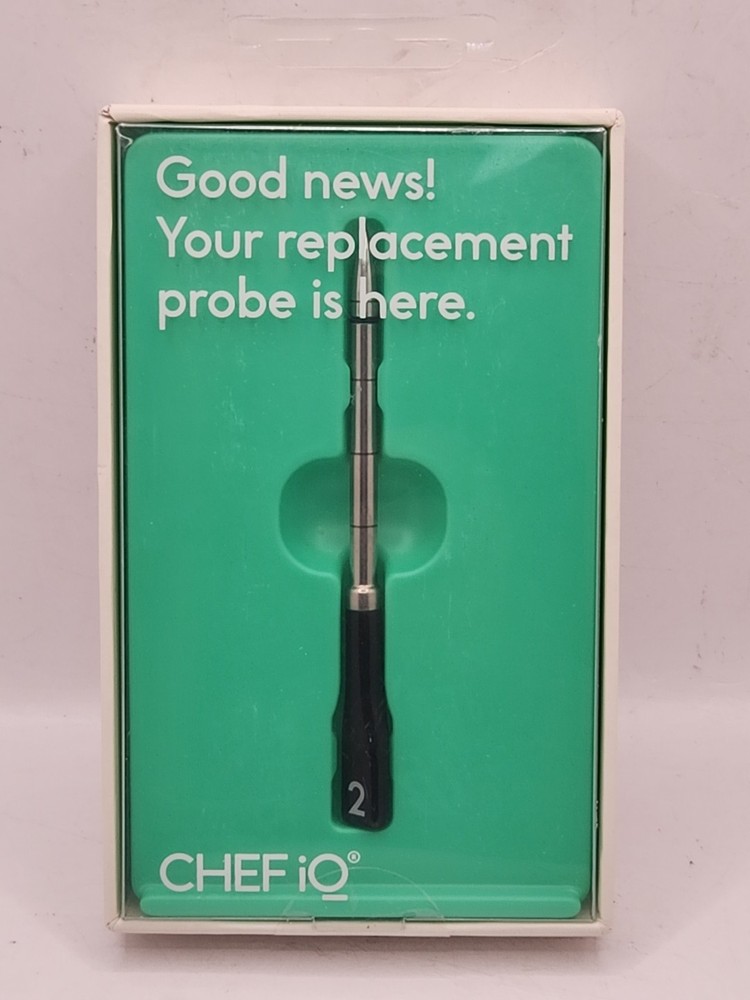 Good news!
Your replacement
probe is here.
2
CHEF iQ®